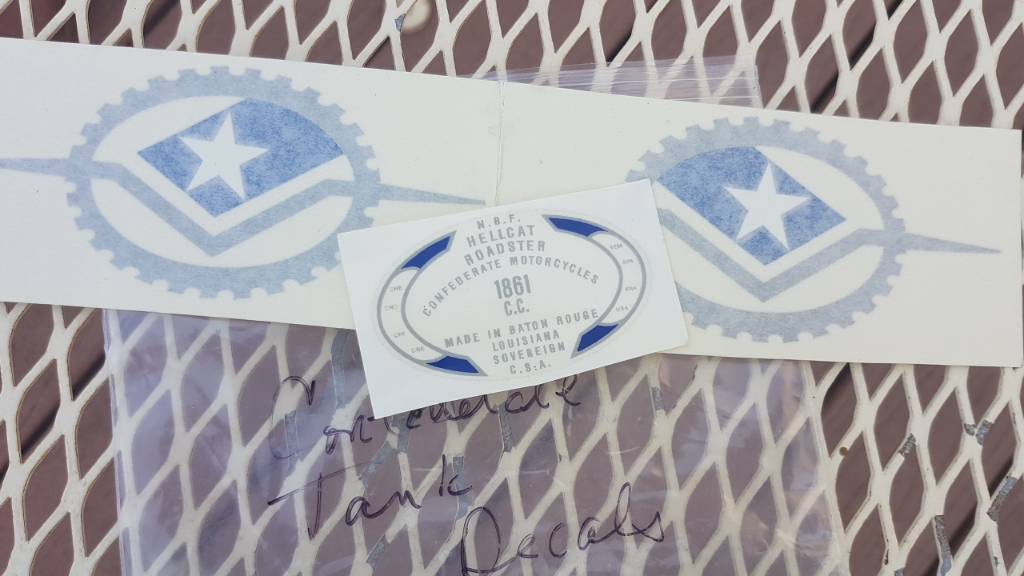 N.B.F.
HELLCAT
ROADSTER
CONFEDERATE MOTORCYCLES
1861
C.C.
MADE IN BATON ROUGE
LOUISIANA
SOVEREIGN
C.S.A.
Confederate
Tank
Decals